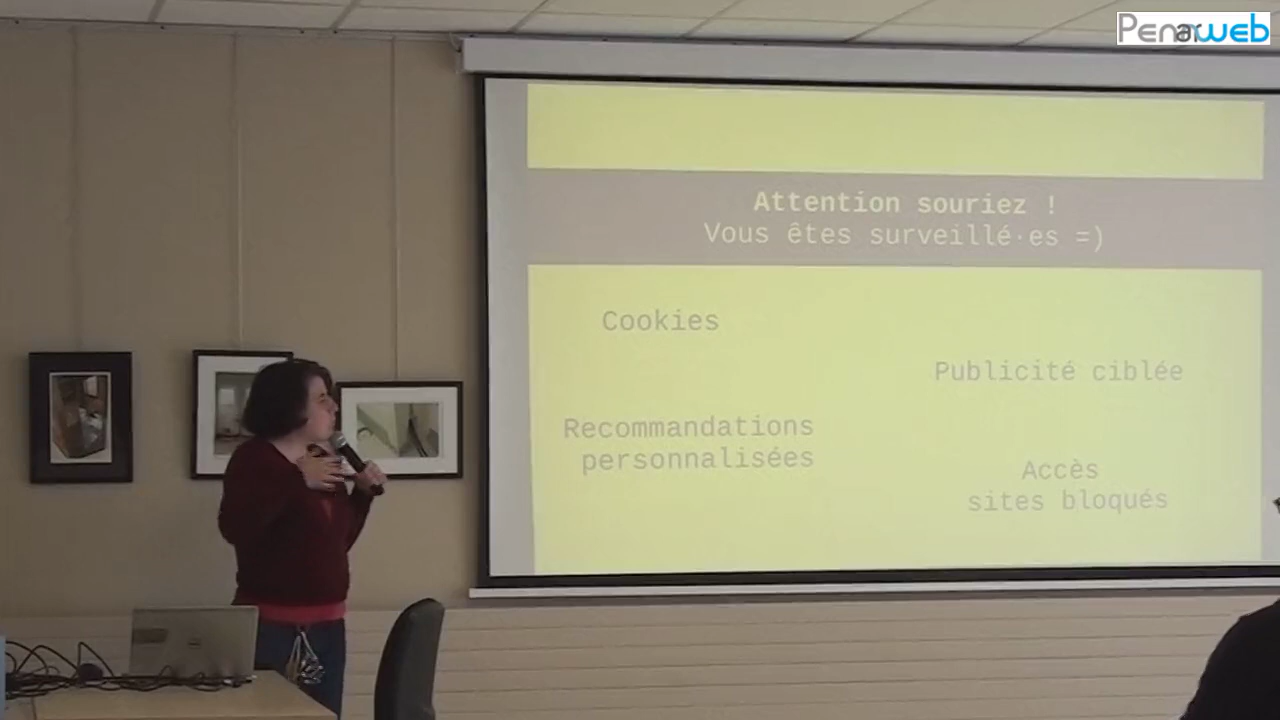 Penarweb
Attention souriez !
Vous êtes surveillé·es =)
Cookies
Publicité ciblée
Recommandations
personnalisées
Accès
sites bloqués